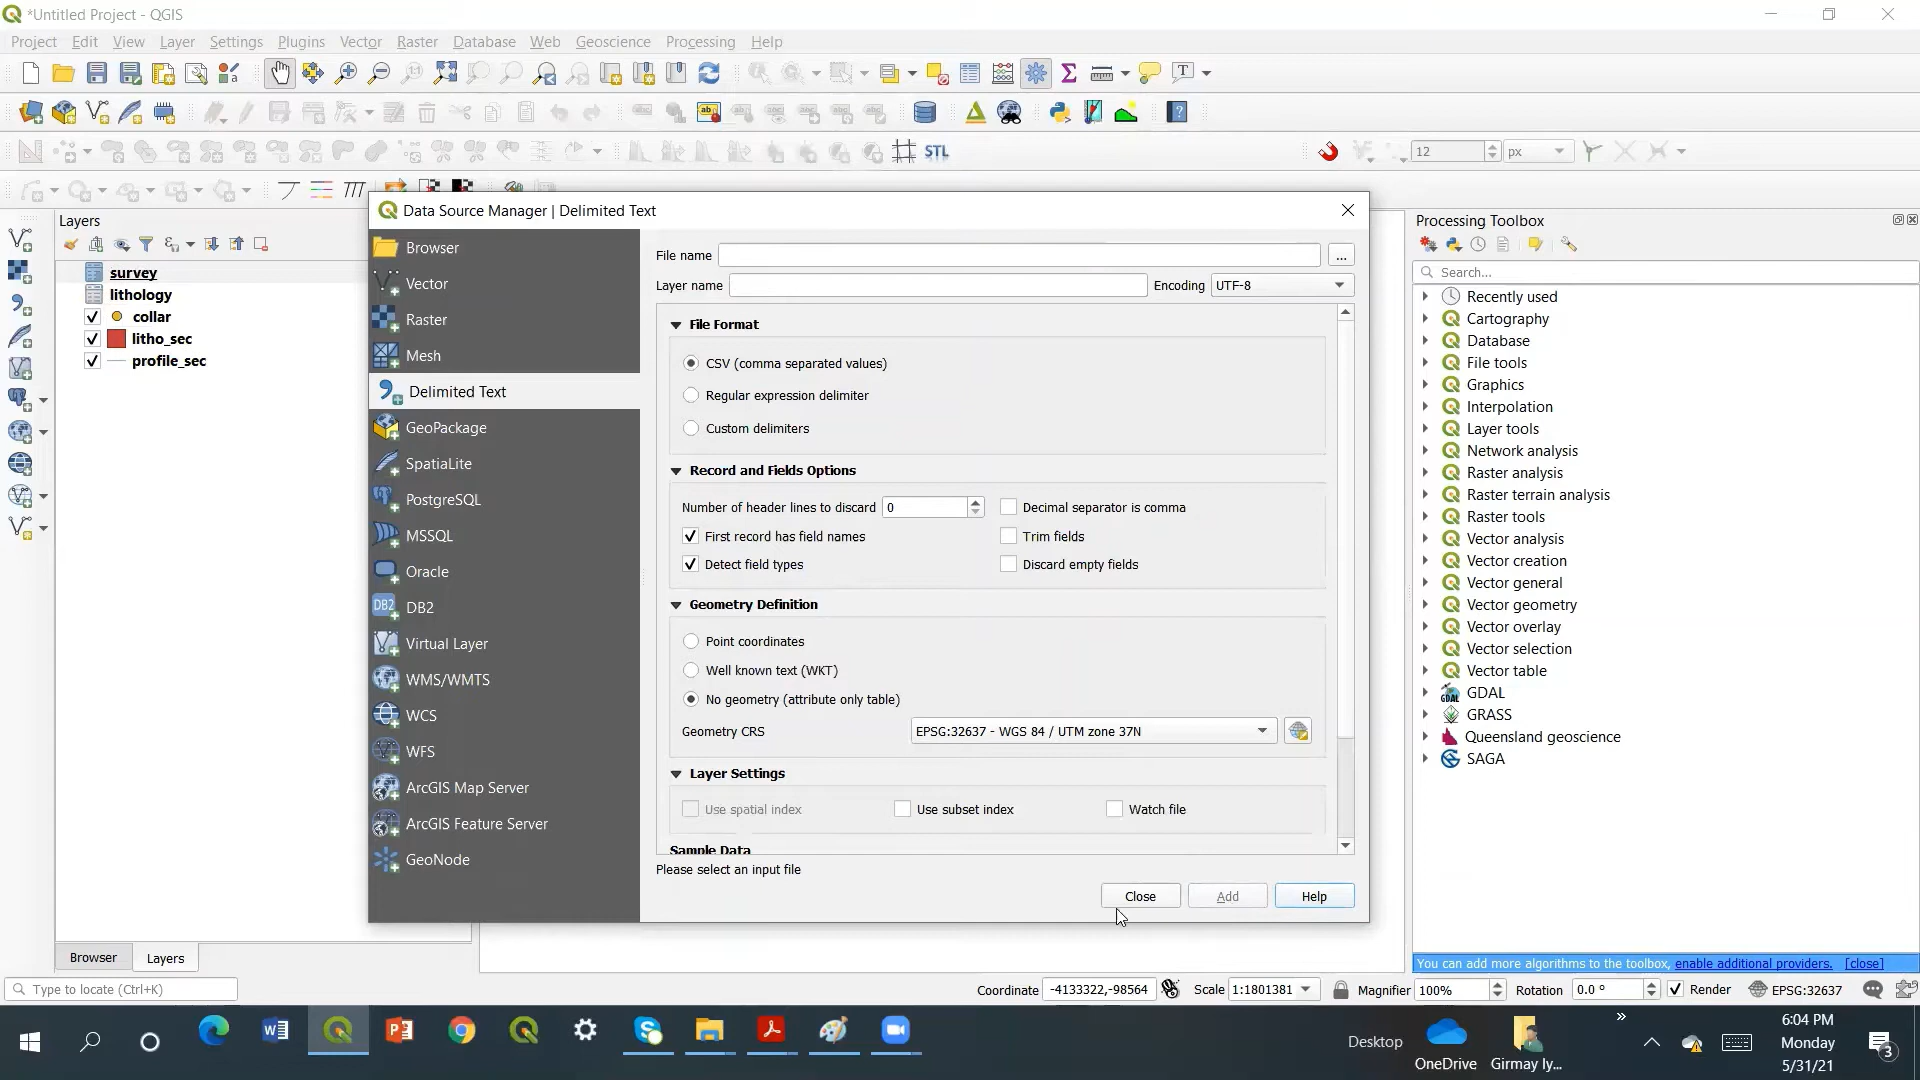 *Untitled Project - QGIS
Project Edit View Layer Settings Plugins Vector Raster Database Web Geoscience Processing Help
STL
12
px
Layers
survey
lithology
collar
litho_sec
profile_sec
Data Source Manager | Delimited Text
Browser
Vector
Raster
Mesh
Delimited Text
GeoPackage
SpatiaLite
PostgreSQL
MSSQL
Oracle
DB2
DB2
Virtual Layer
WMS/WMTS
WCS
WFS
ArcGIS Map Server
ArcGIS Feature Server
GeoNode
File name
...
Layer name
Encoding UTF-8
File Format
CSV (comma separated values)
Regular expression delimiter
Custom delimiters
Record and Fields Options
Number of header lines to discard 0
Decimal separator is comma
First record has field names
Trim fields
Detect field types
Discard empty fields
Geometry Definition
Point coordinates
Well known text (WKT)
No geometry (attribute only table)
Geometry CRS EPSG:32637 - WGS 84 / UTM zone 37N
Layer Settings
Use spatial index
Use subset index
Watch file
Sample Data
Please select an input file
Close Add Help
Processing Toolbox
Search...
Recently used
Cartography
Database
File tools
Graphics
Interpolation
Layer tools
Network analysis
Raster analysis
Raster terrain analysis
Raster tools
Vector analysis
Vector creation
Vector general
Vector geometry
Vector overlay
Vector selection
Vector table
GDAL
GRASS
Queensland geoscience
SAGA
You can add more algorithms to the toolbox, enable additional providers. [close]
Browser Layers
Type to locate (Ctrl+K)
Coordinate -4133322,-98564 Scale 1:1801381 Magnifier 100% Rotation 0.0 ° Render EPSG:32637
Desktop
OneDrive
Girmay ly...
6:04 PM
Monday
5/31/21
3